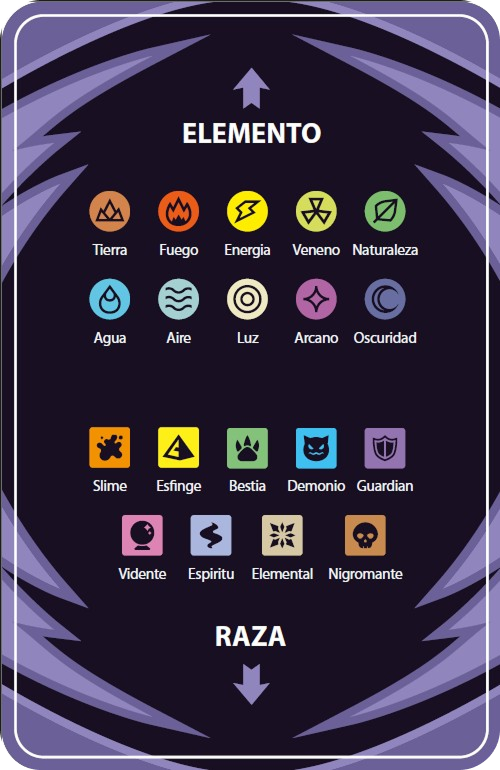 ELEMENTO
Tierra Fuego Energia Veneno Naturaleza
Agua Aire Luz Arcano Oscuridad
Slime Esfinge Bestia Demonio Guardian
Vidente Espiritu Elemental Nigromante
RAZA